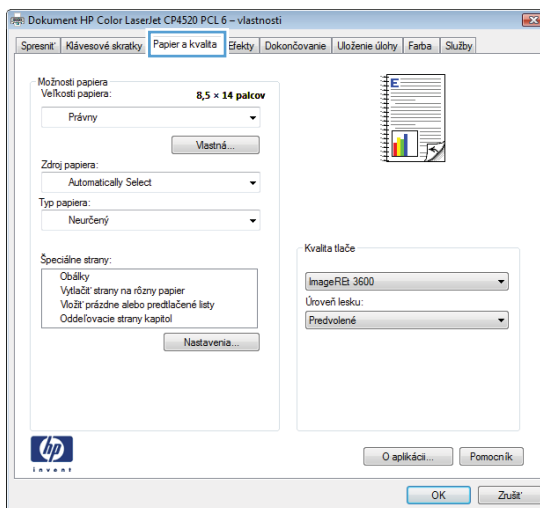 Dokument HP Color LaserJet CP4520 PCL 6 – vlastnosti
Spresniť Klávesové skratky Papier a kvalita Efekty Dokončovanie Uloženie úlohy Farba Služby
Možnosti papiera
Veľkosti papiera: 8,5 × 14 palcov
Právny
Vlastná...
Zdroj papiera:
Automatically Select
Typ papiera:
Neurčený
Špeciálne strany:
Obálky
Vytlačiť strany na rôzny papier
Vložiť prázdne alebo predtlačené listy
Oddeľovacie strany kapitol
Nastavenia...
E
Kvalita tlače
ImageREt 3600
Úroveň lesku:
Predvolené
hp
invent
O aplikácii... Pomocník
OK Zrušiť